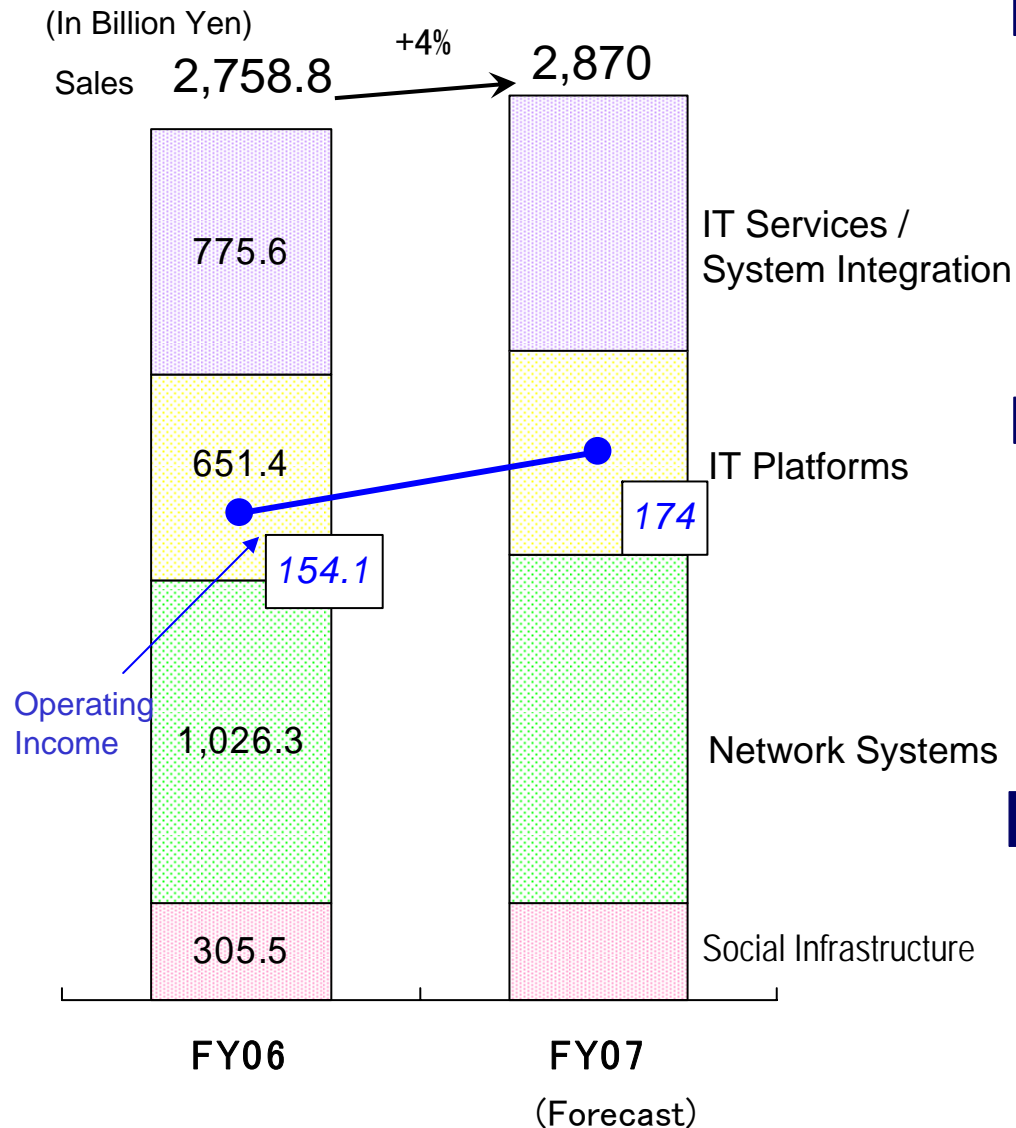 (In Billion Yen)
+4%
Sales 2,758.8 2,870
775.6
IT Services /
System Integration
651.4
IT Platforms
174
154.1
Operating
Income
1,026.3
Network Systems
305.5
Social Infrastructure
FY06 FY07
(Forecast)